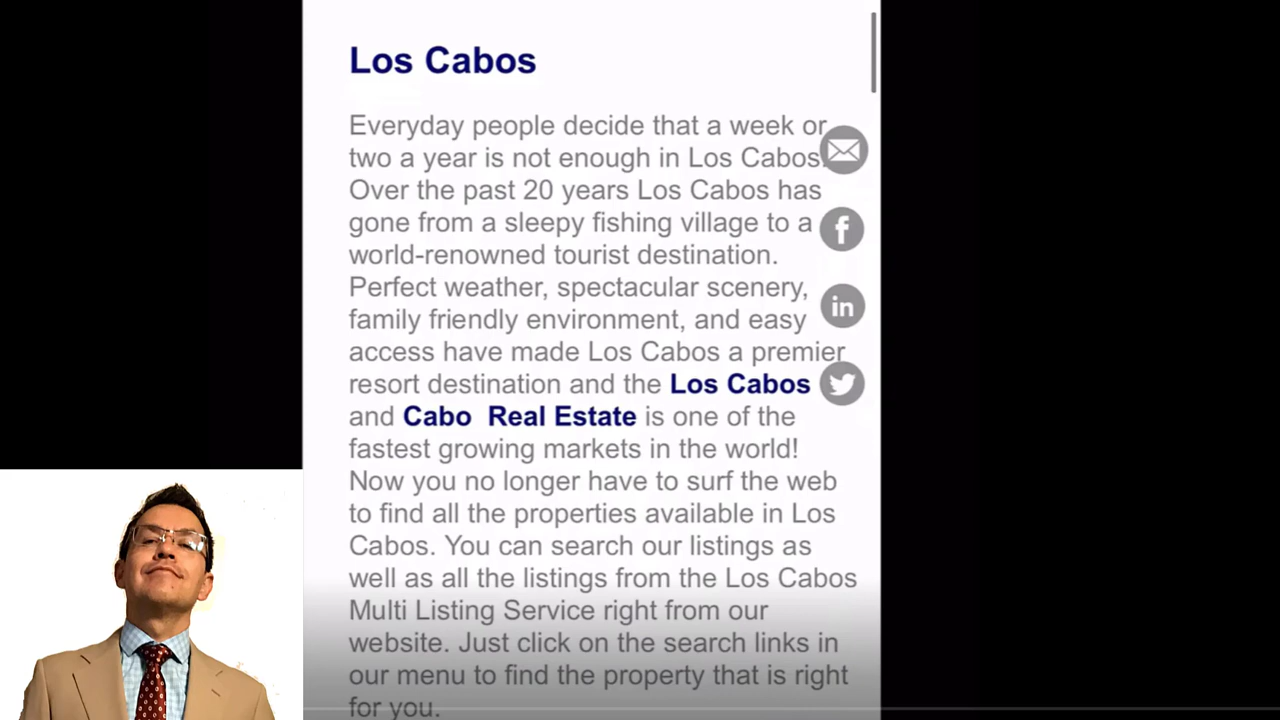 Los Cabos
Everyday people decide that a week or
two a year is not enough in Los Cabos.
Over the past 20 years Los Cabos has
gone from a sleepy fishing village to a
world-renowned tourist destination.
Perfect weather, spectacular scenery,
family friendly environment, and easy
access have made Los Cabos a premier
resort destination and the Los Cabos
and Cabo  Real Estate is one of the
fastest growing markets in the world!
Now you no longer have to surf the web
to find all the properties available in Los
Cabos. You can search our listings as
well as all the listings from the Los Cabos
Multi Listing Service right from our
website. Just click on the search links in
our menu to find the property that is right
for you.